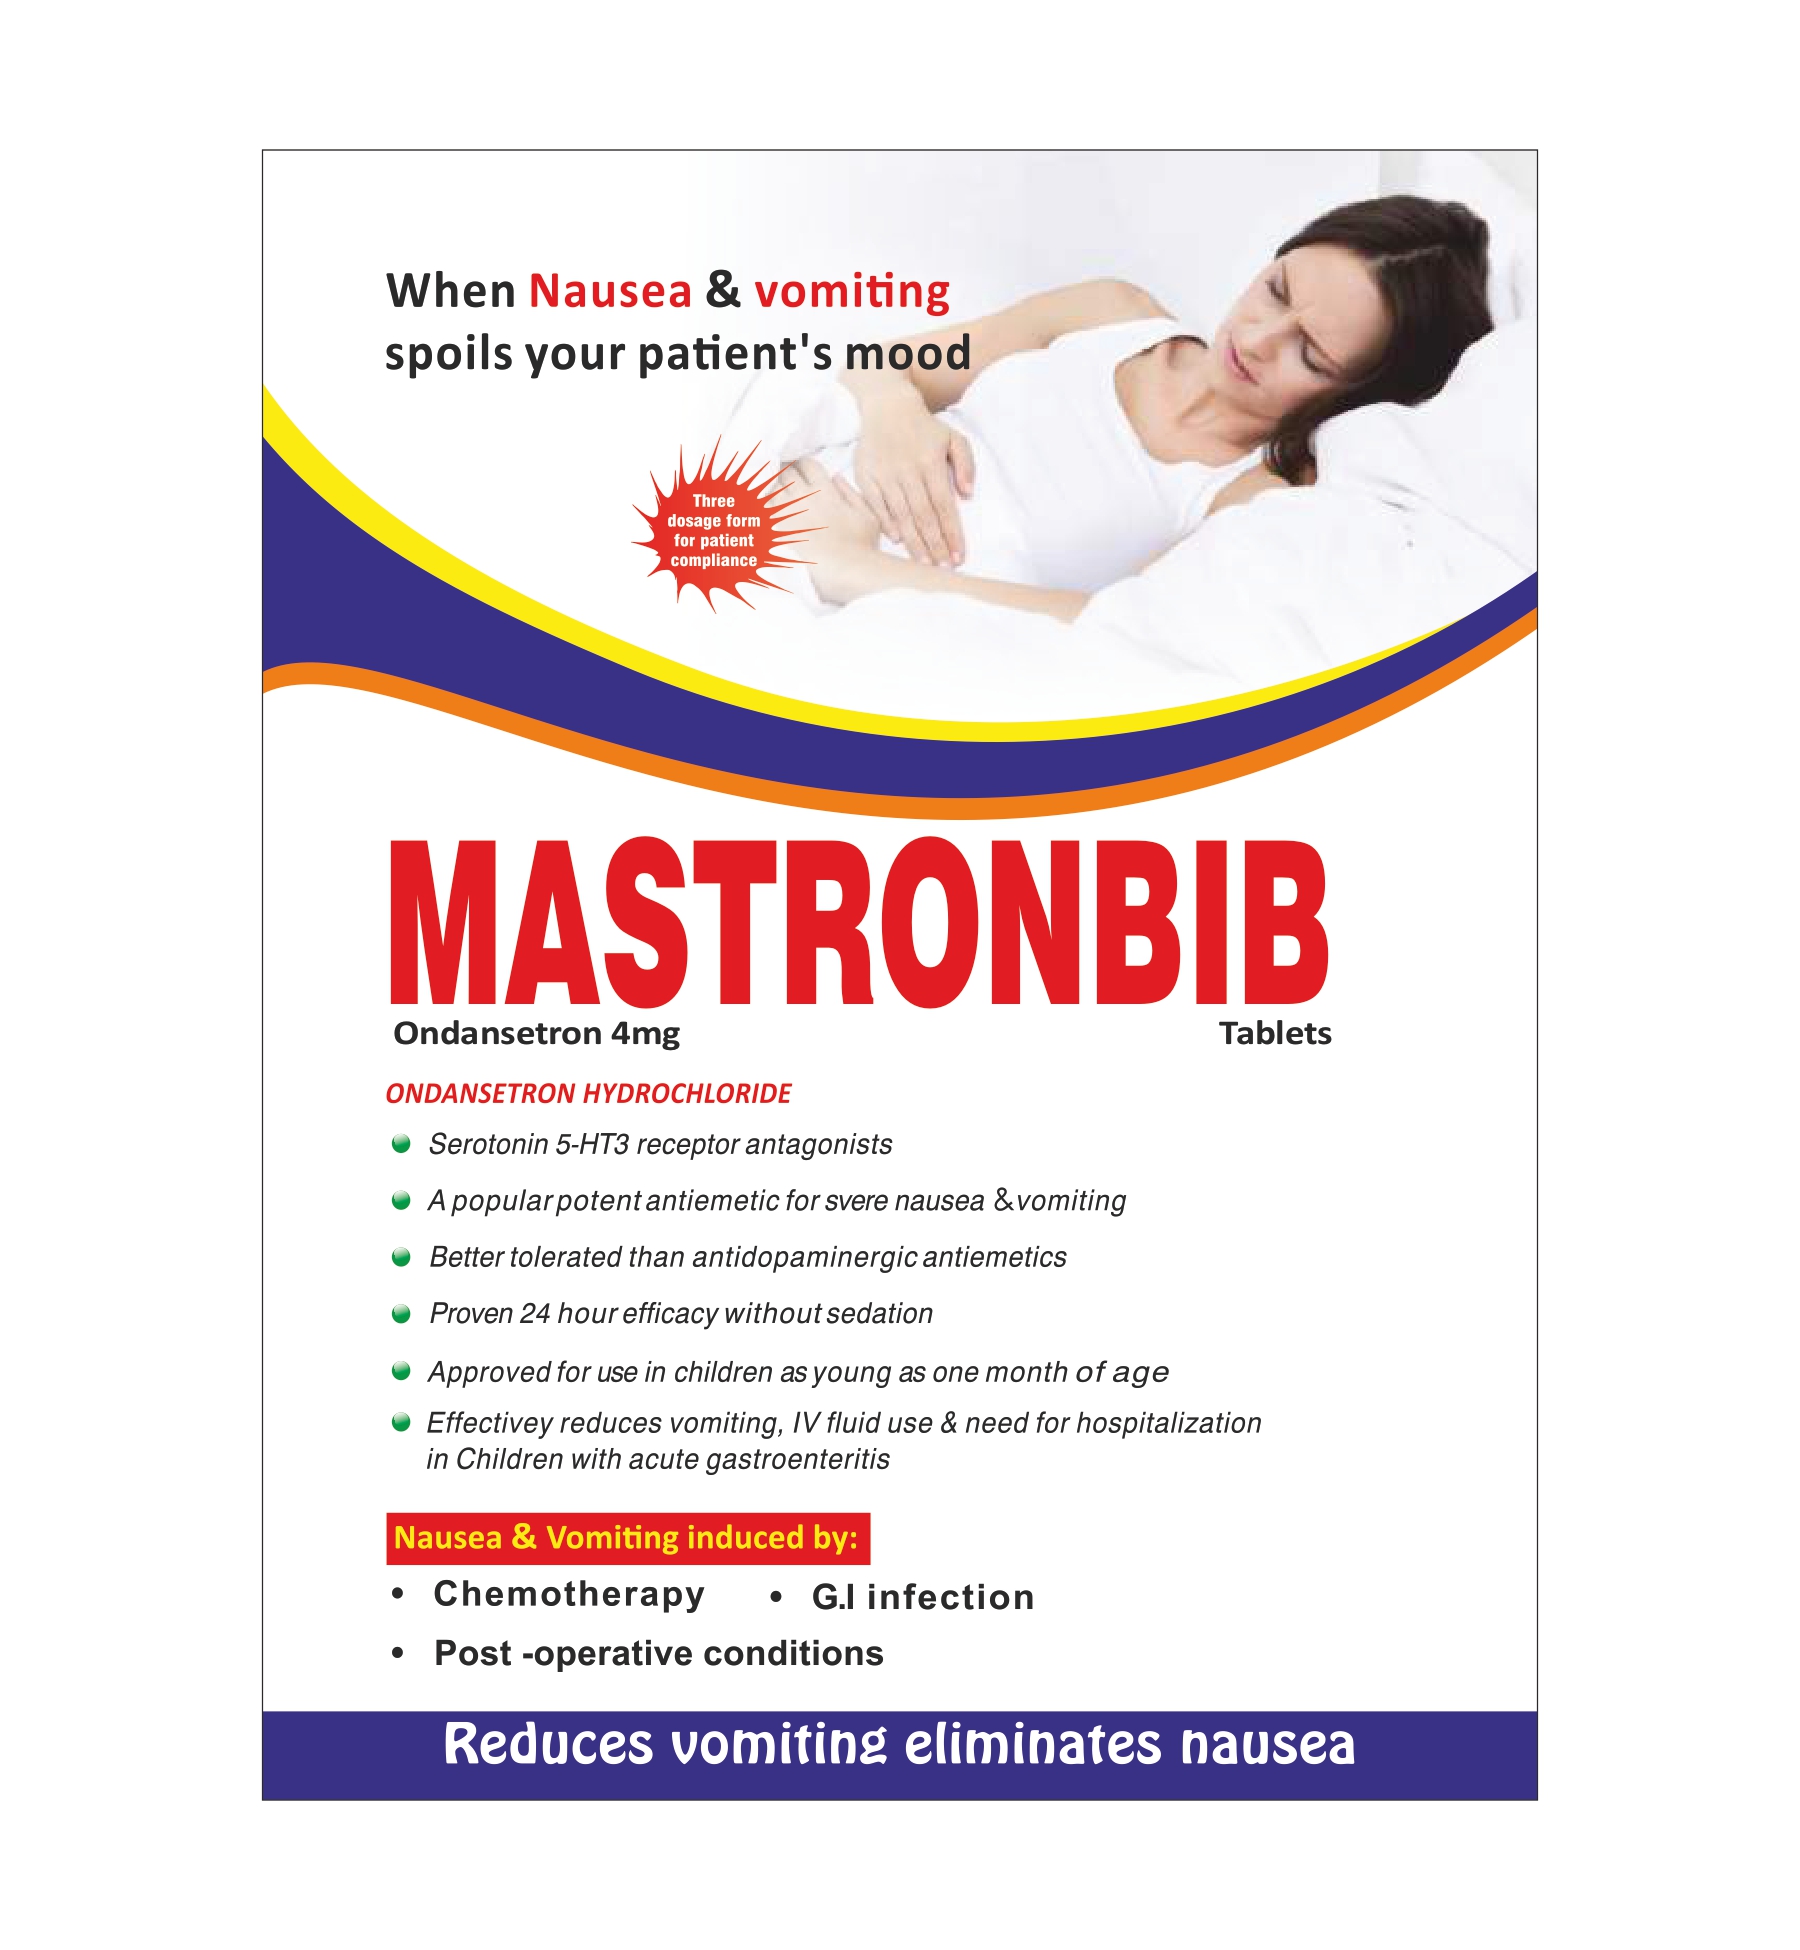 When Nausea & vomiting
spoils your patient's mood
Three
dosage form
for patient
compliance
MASTRONBIB
Ondansetron 4mg
Tablets
ONDANSETRON HYDROCHLORIDE
Serotonin 5-HT3 receptor antagonists
A popular potent antiemetic for svere nausea &vomiting
Better tolerated than antidopaminergic antiemetics
Proven 24 hour efficacy without sedation
Approved for use in children as young as one month of age
Effectivey reduces vomiting, IV fluid use & need for hospitalization
in Children with acute gastroenteritis
Nausea & Vomiting induced by:
• Chemotherapy
• G.I infection
• Post -operative conditions
Reduces vomiting eliminates nausea